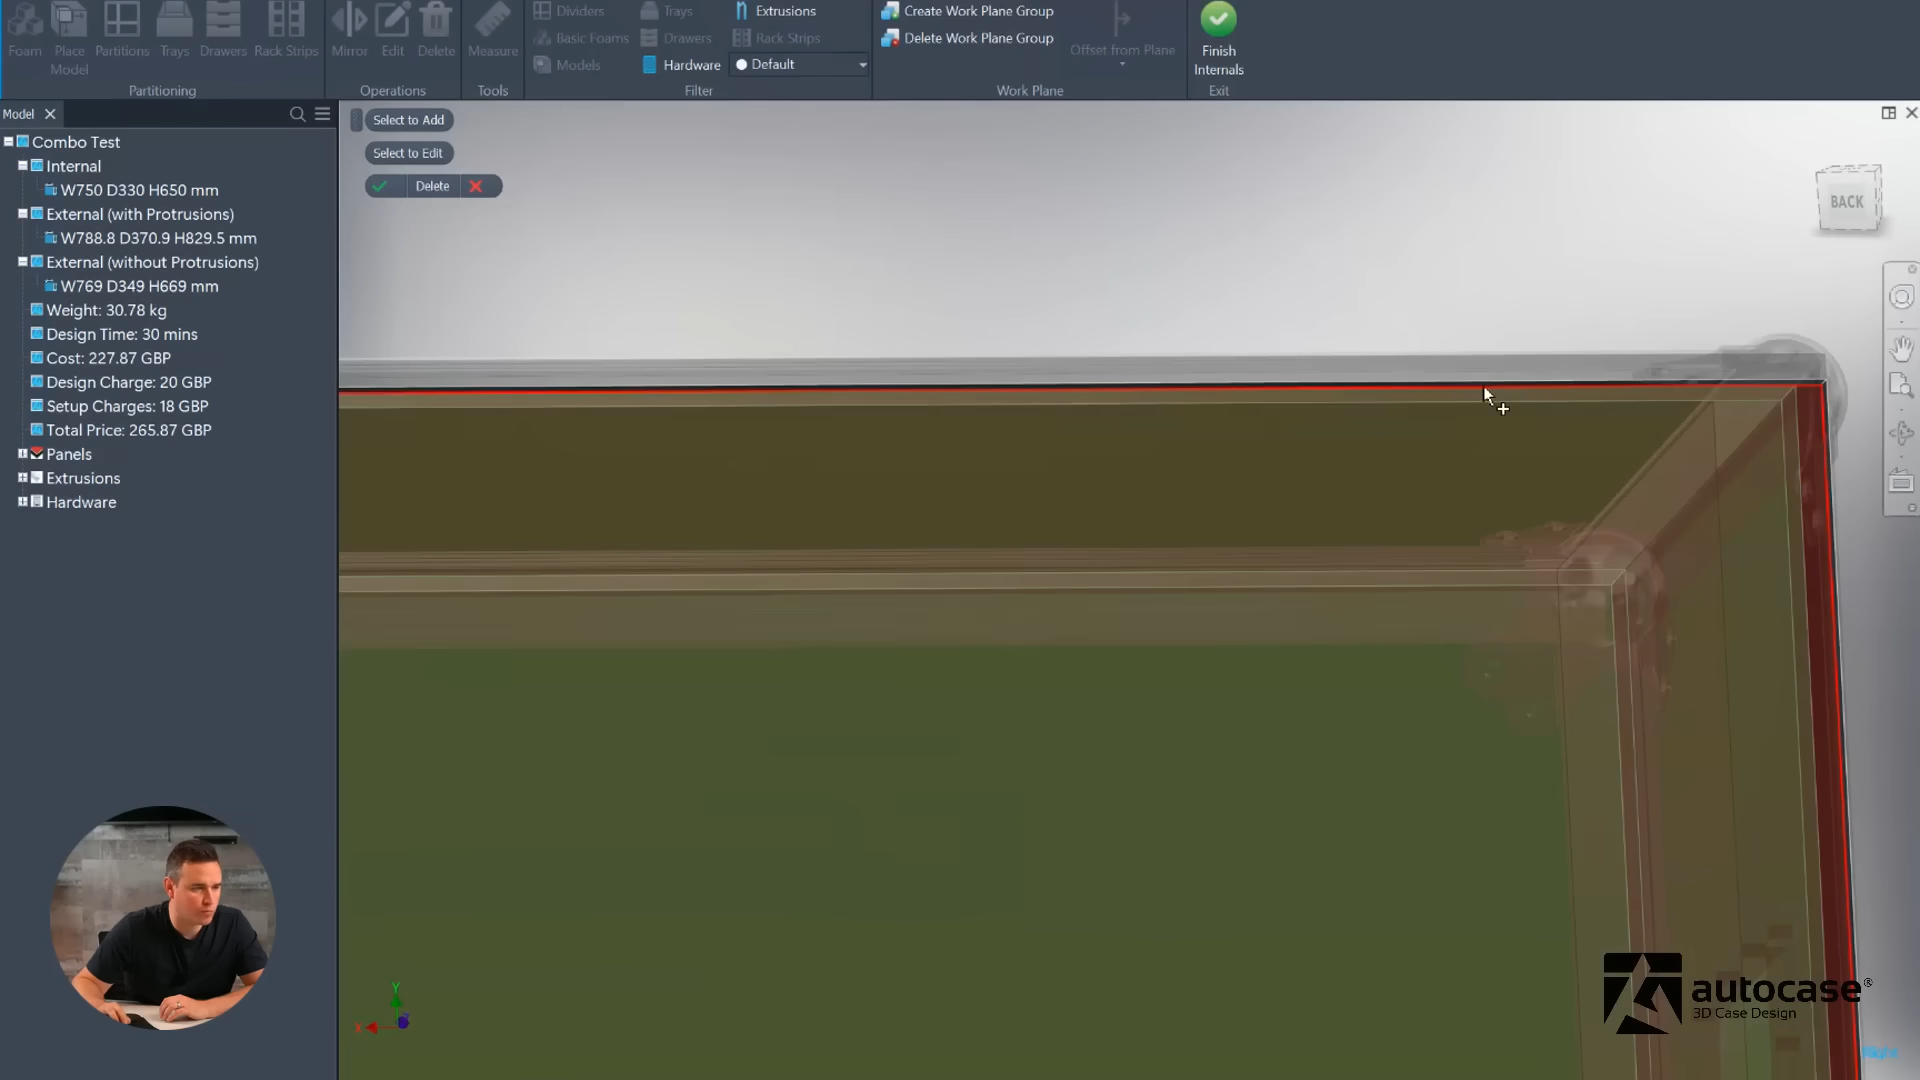 Foam
Place
Model
Partitions
Trays
Drawers
Rack Strips
Partitioning
Mirror
Edit
Delete
Operations
Measure
Tools
Dividers
Trays
Extrusions
Basic Foams
Drawers
Rack Strips
Models
Hardware
Default
Filter
Create Work Plane Group
Delete Work Plane Group
Offset from Plane
Work Plane
Finish
Internals
Exit
Model
Combo Test
Internal
W750 D330 H650 mm
External (with Protrusions)
W788.8 D370.9 H829.5 mm
External (without Protrusions)
W769 D349 H669 mm
Weight: 30.78 kg
Design Time: 30 mins
Cost: 227.87 GBP
Design Charge: 20 GBP
Setup Charges: 18 GBP
Total Price: 265.87 GBP
Panels
Extrusions
Hardware
Select to Add
Select to Edit
Delete
BACK
Y
X
autocase®
3D Case Design
Right